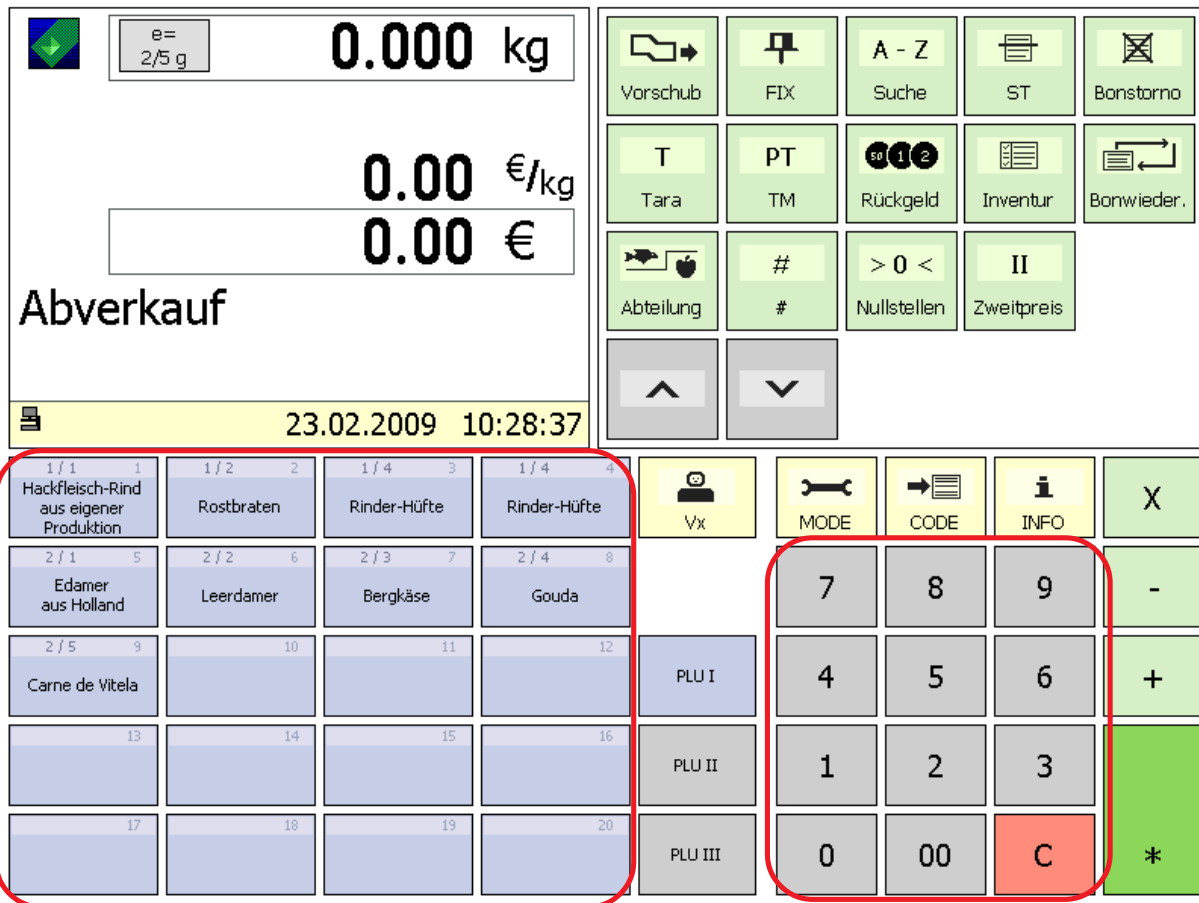 e=
2/5 g
0.000 kg
0.00 €/kg
0.00 €
Abverkauf
23.02.2009 10:28:37
Vorschub
FIX
A - Z
Suche
ST
Bonstorno
T
Tara
PT
TM
50 1 2
Rückgeld
Inventur
Bonwieder.
Abteilung
#
#
> 0 <
Nullstellen
II
Zweitpreis
1 / 1 1
Hackfleisch-Rind
aus eigener
Produktion
1 / 2 2
Rostbraten
1 / 4 3
Rinder-Hüfte
1 / 4 4
Rinder-Hüfte
2 / 1 5
Edamer
aus Holland
2 / 2 6
Leerdamer
2 / 3 7
Bergkäse
2 / 4 8
Gouda
2 / 5 9
Carne de Vitela
10
11
12
13
14
15
16
17
18
19
20
Vx
PLU I
PLU II
PLU III
MODE
CODE
INFO
X
7 8 9 -
4 5 6 +
1 2 3
0 00 C *